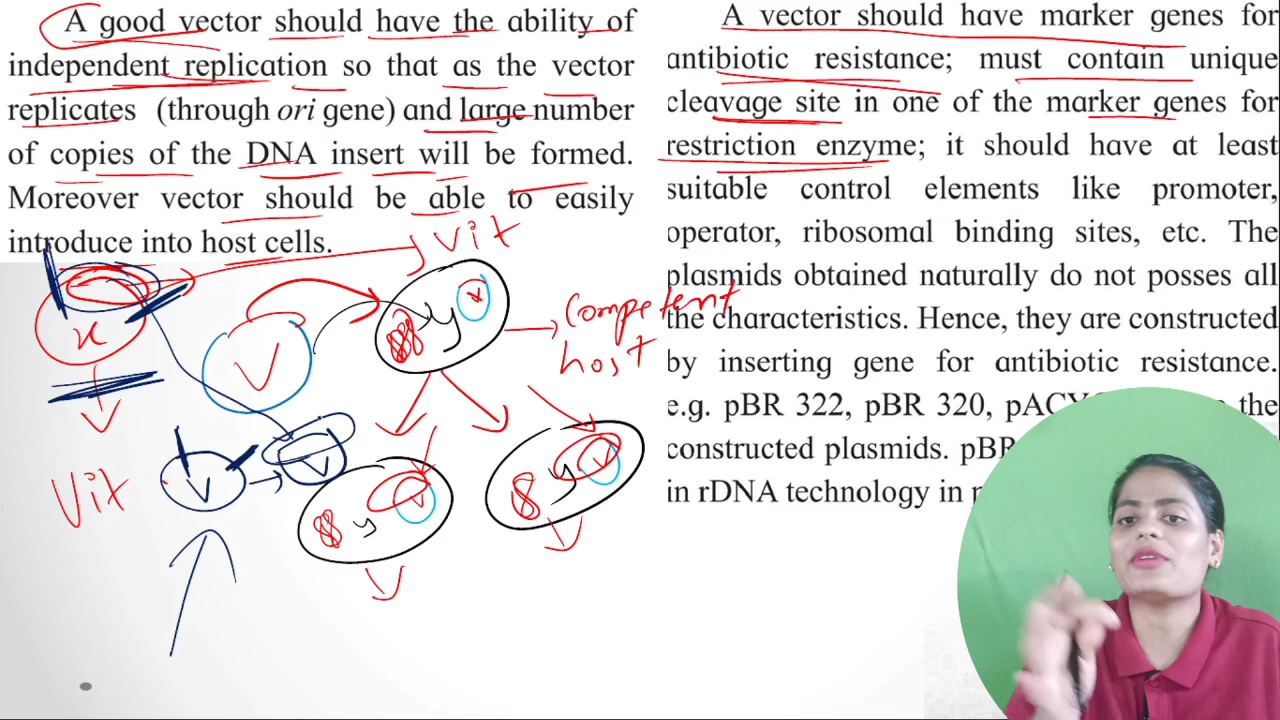 A good vector should have the ability of
independent replication so that as the vector
replicates (through ori gene) and large number
of copies of the DNA insert will be formed.
Moreover vector should be able to easily
introduce into host cells.
A vector should have marker genes for
antibiotic resistance; must contain unique
cleavage site in one of the marker genes for
restriction enzyme; it should have at least
suitable control elements like promoter,
operator, ribosomal binding sites, etc. The
plasmids obtained naturally do not posses all
the characteristics. Hence, they are constructed
by inserting gene for antibiotic resistance.
e.g. pBR 322, pBR 320, the
constructed plasmids.
in rDNA technology in
Vit
x
V
y
x
Competent
host
Vit
V
V
y
V
y
V